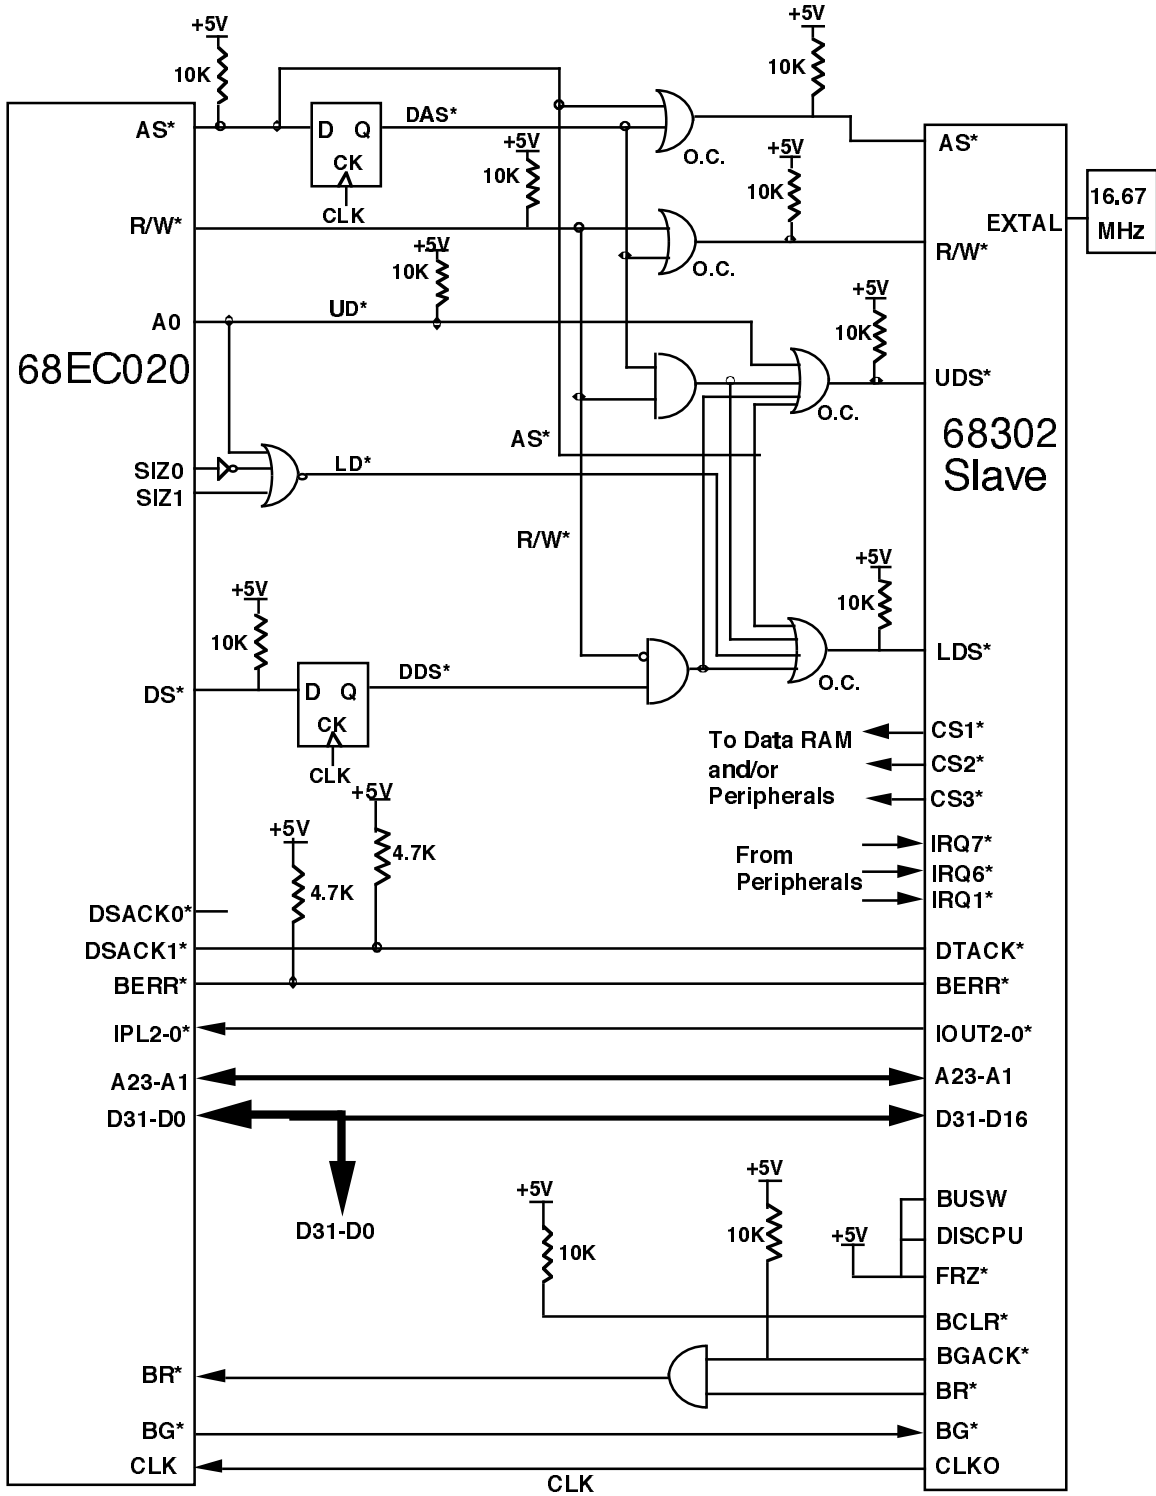 +5V
10K
+5V
10K
AS*
D Q
CK
CLK
DAS*
+5V
10K
O.C.
+5V
10K
AS*
16.67
MHz
EXTAL
R/W*
O.C.
R/W*
+5V
10K
UD*
A0
68EC020
+5V
10K
UDS*
O.C.
68302
Slave
AS*
SIZ0
SIZ1
LD*
R/W*
+5V
10K
+5V
10K
LDS*
O.C.
DS*
D Q
CK
CLK
DDS*
To Data RAM
and/or
Peripherals
CS1*
CS2*
CS3*
+5V
4.7K
+5V
4.7K
From
Peripherals
IRQ7*
IRQ6*
IRQ1*
DSACK0*
DSACK1*
DTACK*
BERR*
BERR*
IPL2-0*
IOUT2-0*
A23-A1
A23-A1
D31-D0
D31-D16
D31-D0
+5V
10K
+5V
10K
+5V
BUSW
DISCPU
FRZ*
BCLR*
BGACK*
BR*
BR*
BG*
BG*
CLK
CLKO
CLK